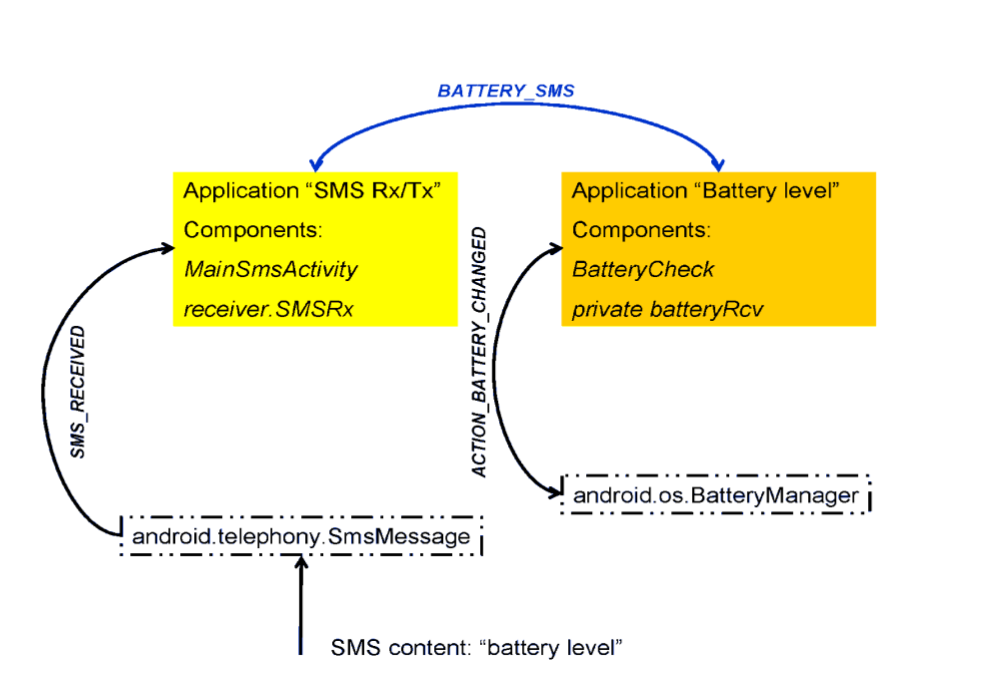 BATTERY_SMS
Application “SMS Rx/Tx”
Components:
MainSmsActivity
receiver.SMSRx
Application “Battery level”
Components:
BatteryCheck
private batteryRcv
SMS_RECEIVED
ACTION_BATTERY_CHANGED
android.os.BatteryManager
android.telephony.SmsMessage
SMS content: “battery level”